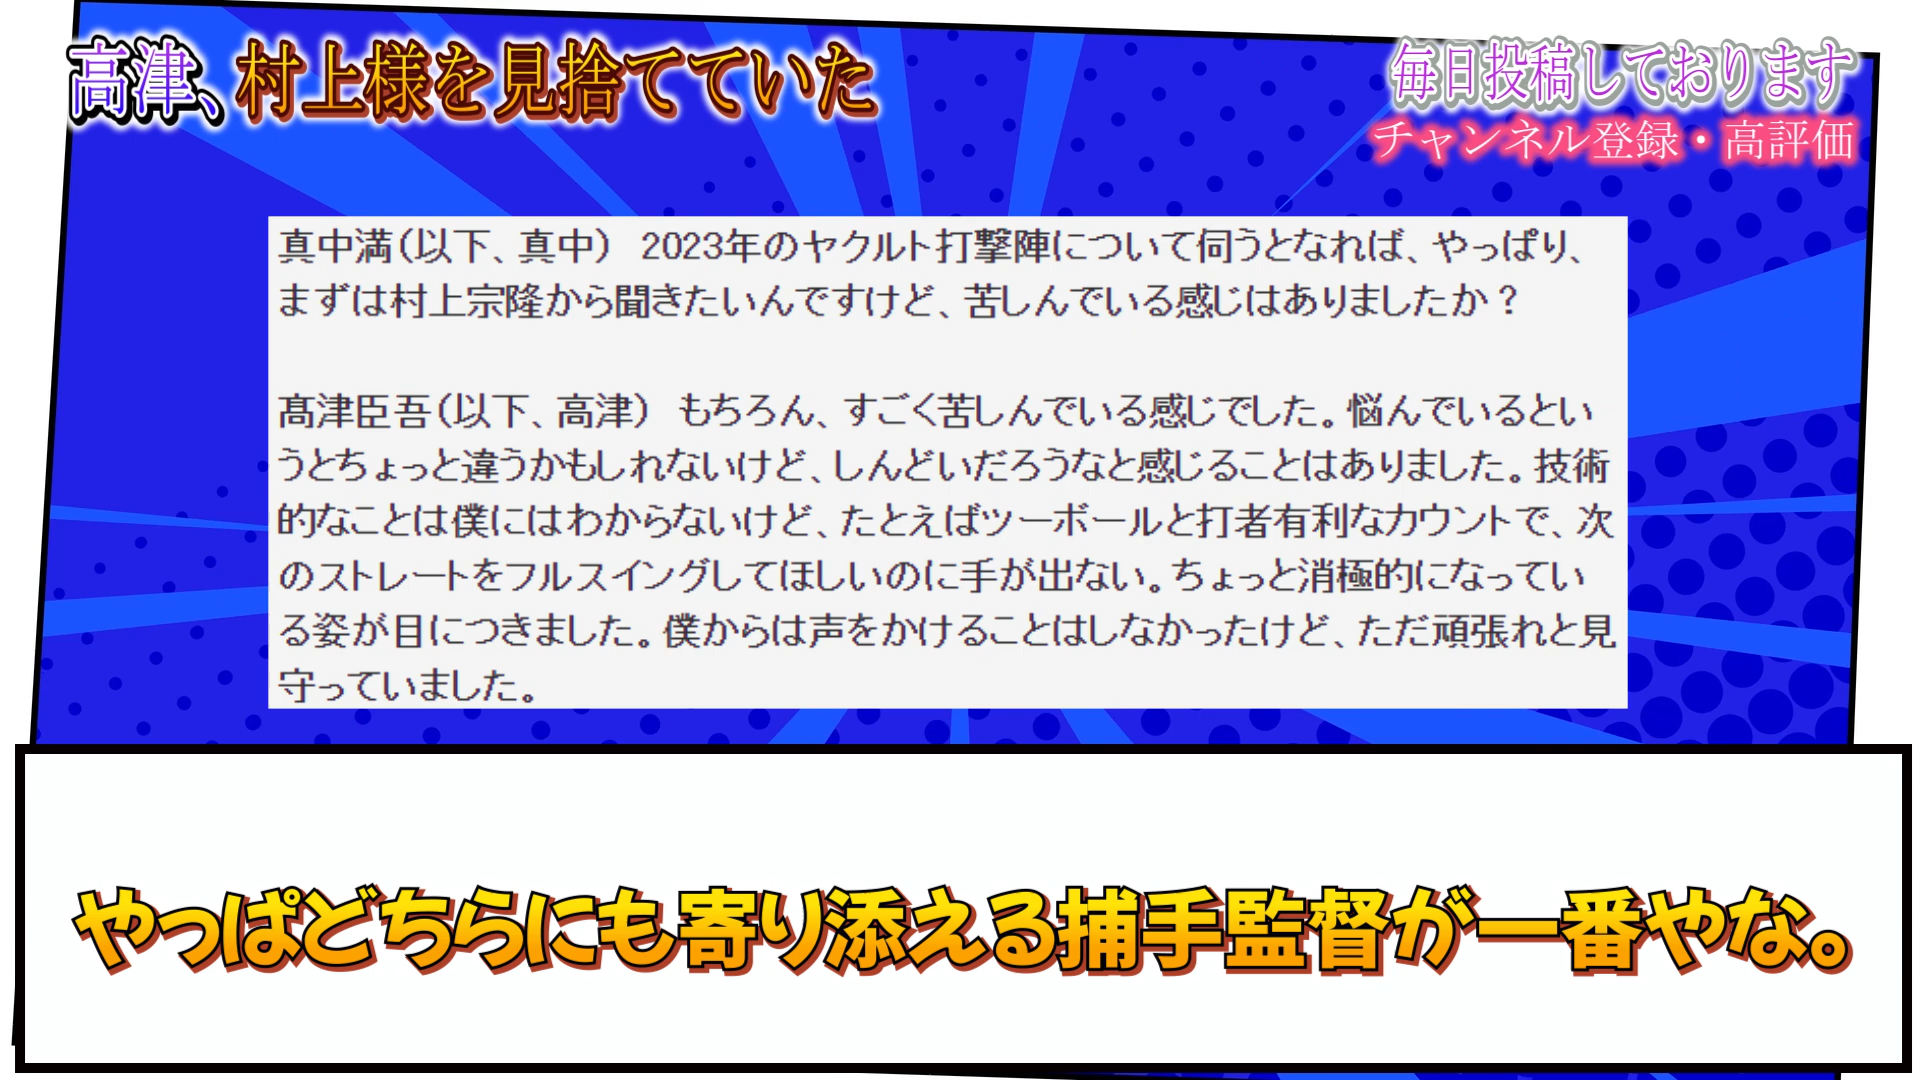 高津、村上様を見捨てていた
毎日投稿しております
チャンネル登録・高評価
真中満（以下、真中）　2023年のヤクルト打撃陣について伺うとなれば、やっぱり、
まずは村上宗隆から聞きたいんですけど、苦しんでいる感じはありましたか？
髙津臣吾（以下、高津）　もちろん、すごく苦しんでいる感じでした。悩んでいるとい
うとちょっと違うかもしれないけど、しんどいだろうなと感じることはありました。技術
的なことは僕にはわからないけど、たとえばツーボールと打者有利なカウントで、次
のストレートをフルスイングしてほしいのに手が出ない。ちょっと消極的になってい
る姿が目につきました。僕からは声をかけることはしなかったけど、ただ頑張れと見
守っていました。
やっぱどちらにも寄り添える捕手監督が一番やな。